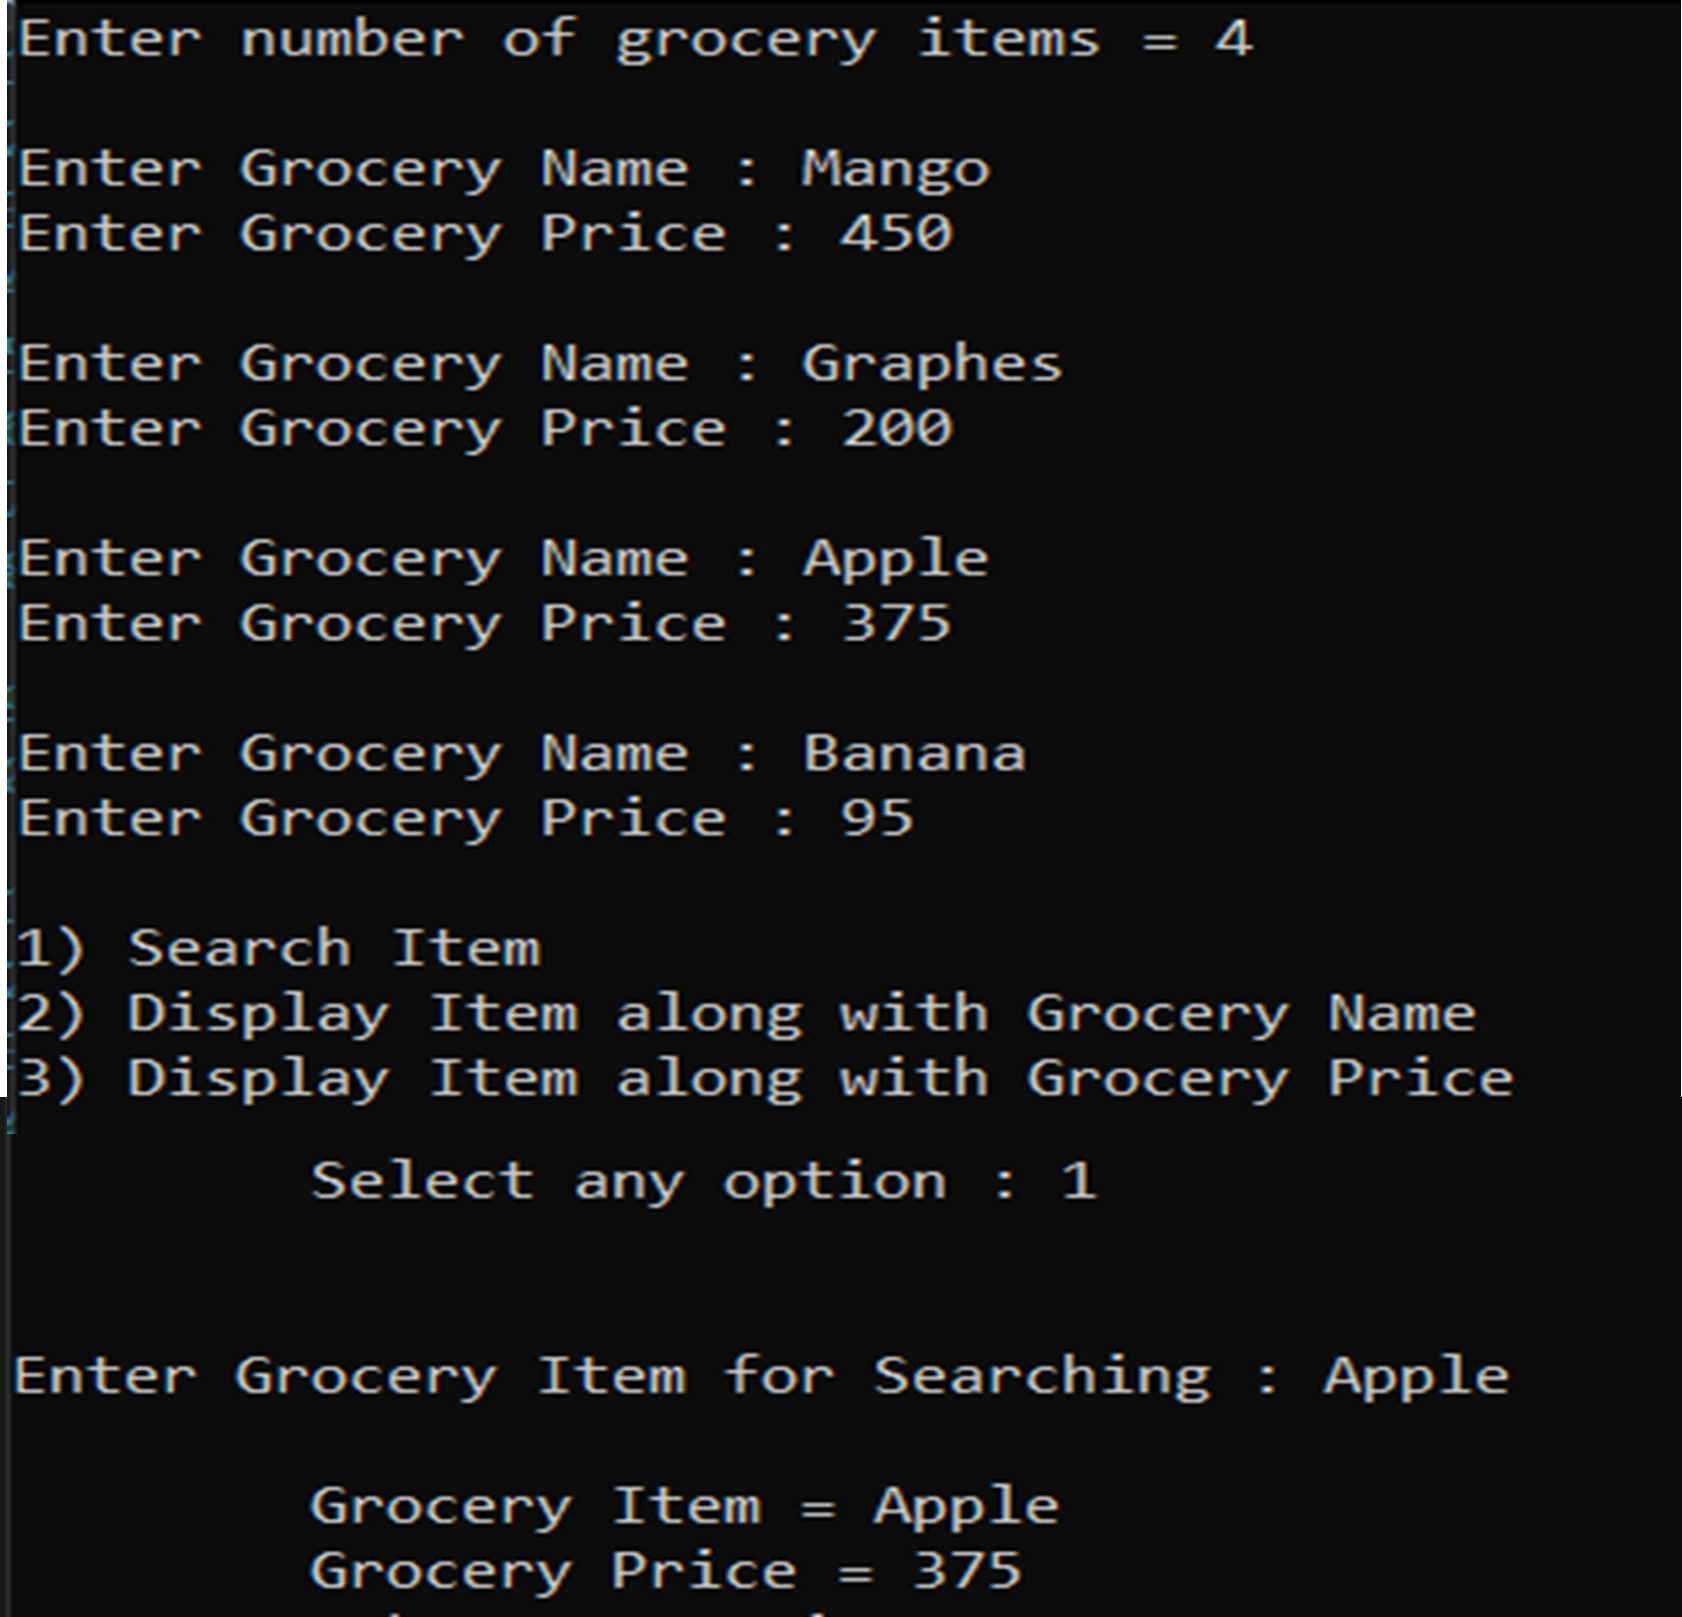 Enter number of grocery items = 4
Enter Grocery Name : Mango
Enter Grocery Price : 450
Enter Grocery Name : Graphes
Enter Grocery Price : 200
Enter Grocery Name : Apple
Enter Grocery Price : 375
Enter Grocery Name : Banana
Enter Grocery Price : 95
1) Search Item
2) Display Item along with Grocery Name
3) Display Item along with Grocery Price
Select any option : 1
Enter Grocery Item for Searching : Apple
Grocery Item = Apple
Grocery Price = 375